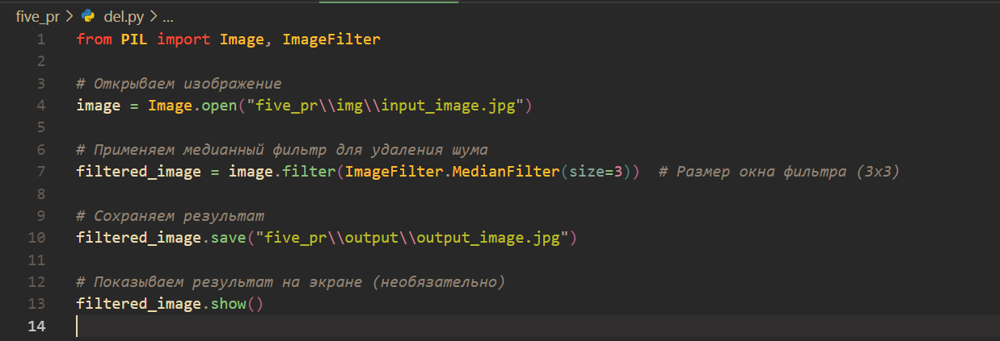 five_pr > del.py > ...
1 from PIL import Image, ImageFilter
2
3 # Открываем изображение
4 image = Image.open("five_pr\\img\\input_image.jpg")
5
6 # Применяем медианный фильтр для удаления шума
7 filtered_image = image.filter(ImageFilter.MedianFilter(size=3))  # Размер окна фильтра (3x3)
8
9 # Сохраняем результат
10 filtered_image.save("five_pr\\output\\output_image.jpg")
11
12 # Показываем результат на экране (необязательно)
13 filtered_image.show()
14